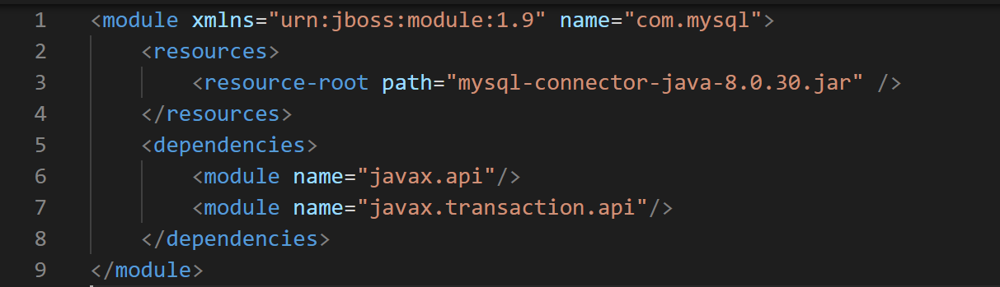 1 <module xmlns="urn:jboss:module:1.9" name="com.mysql">
2 <resources>
3 <resource-root path="mysql-connector-java-8.0.30.jar" />
4 </resources>
5 <dependencies>
6 <module name="javax.api"/>
7 <module name="javax.transaction.api"/>
8 </dependencies>
9 </module>